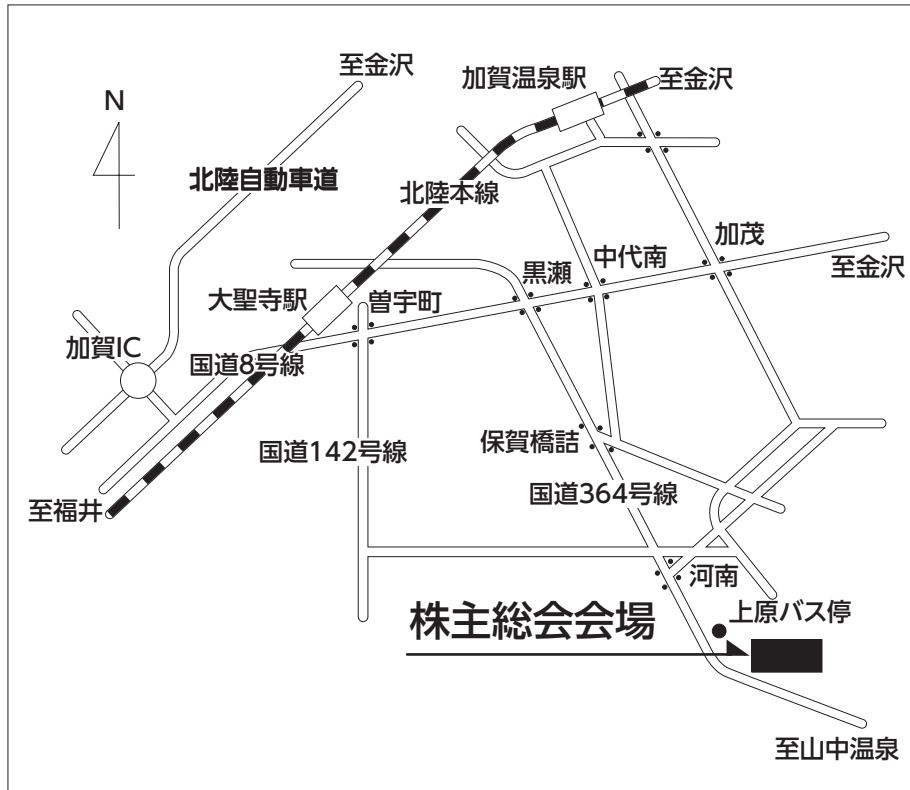 至金沢
加賀温泉駅
至金沢
N
北陸自動車道
北陸本線
加茂
中代南
至金沢
黒瀬
大聖寺駅
曽宇町
加賀IC
国道8号線
保賀橋詰
国道142号線
国道364号線
至福井
河南
上原バス停
株主総会会場
至山中温泉